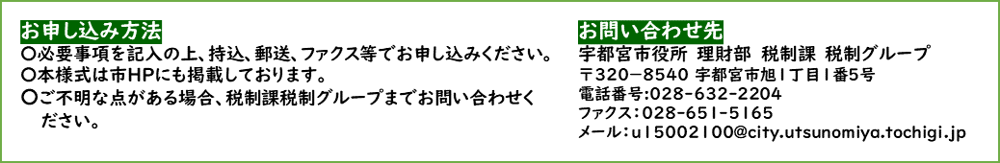 お申し込み方法
〇必要事項を記入の上、持込、郵送、ファクス等でお申し込みください。
〇本様式は市HPにも掲載しております。
〇ご不明な点がある場合、税制課税制グループまでお問い合わせく
ださい。
お問い合わせ先
宇都宮市役所 理財部 税制課 税制グループ
〒320-8540 宇都宮市旭1丁目1番5号
電話番号:028-632-2204
ファクス:028-651-5165
メール:u15002100@city.utsunomiya.tochigi.jp